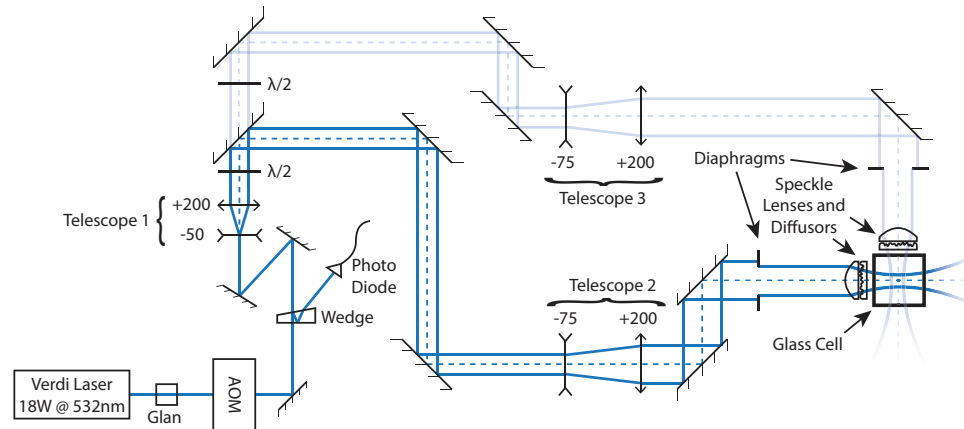 λ/2
-75
+200
Telescope 3
Diaphragms
Speckle
Lenses and
Diffusors
λ/2
Telescope 1
+200
-50
Photo
Diode
Wedge
Telescope 2
-75
+200
Glass Cell
Verdi Laser
18W @ 532nm
Glan
AOM